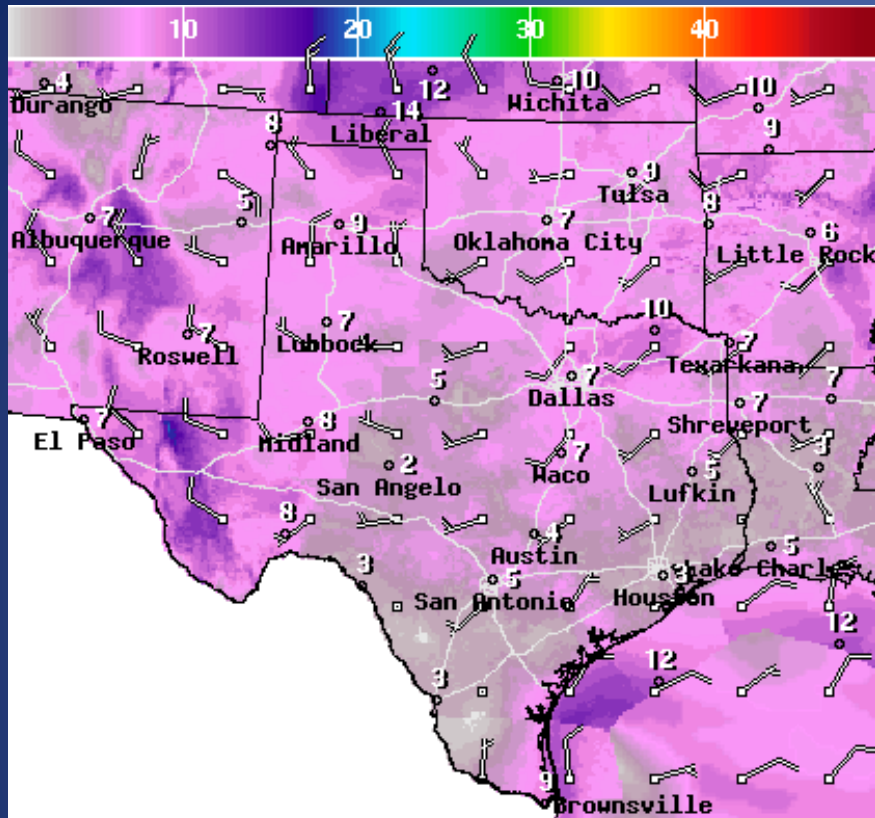 10 20 30 40
4 12 10 10
Durango Wichita
14
Liberal
8 9
5 9 8
7 9 7 6
Albuquerque Amarillo Oklahoma City Tulsa Little Rock
7 7 10 7
Roswell Lubbock Texarkana
5 7 7 7
Dallas
7 8 Shreveport
El Paso Midland
2 7 5 3
San Angelo Waco Lufkin
8 4 5
Austin Lake Charles
3 5 3
San Antonio Houston
12
3 12
9
Brownsville